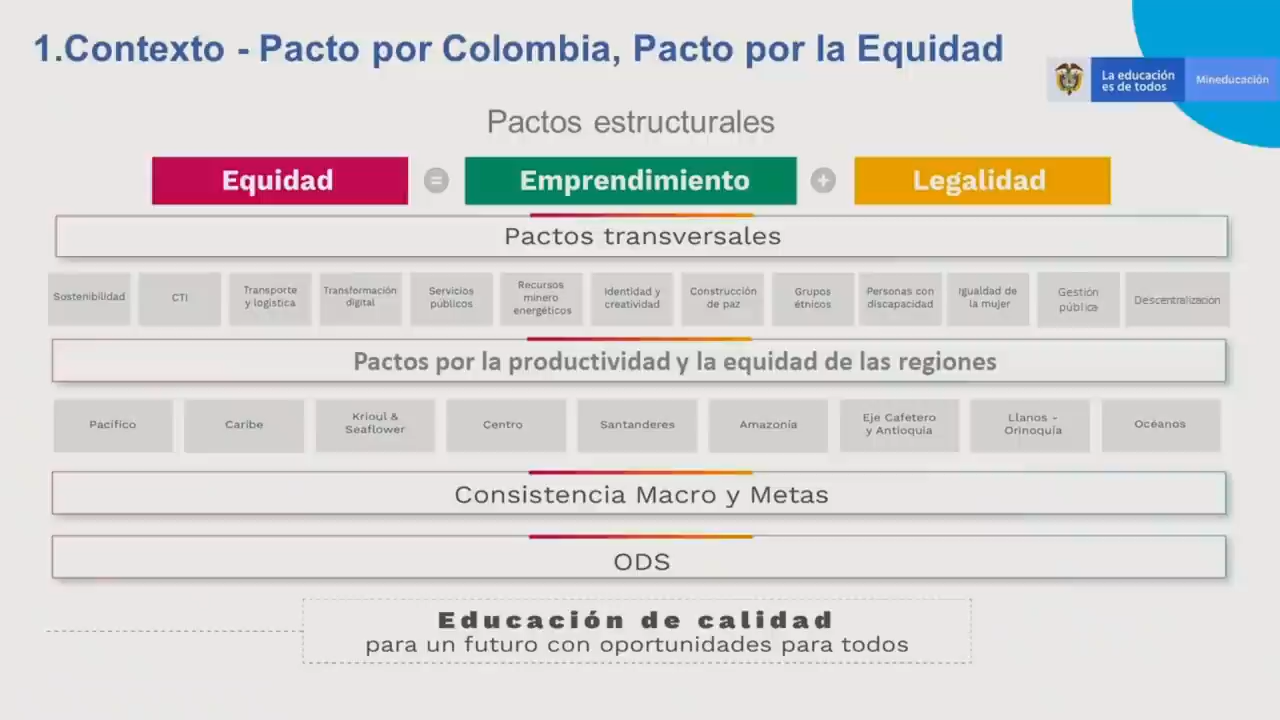 1.Contexto - Pacto por Colombia, Pacto por la Equidad
La educación
es de todos
Mineducación
Pactos estructurales
Equidad = Emprendimiento + Legalidad
Pactos transversales
Sostenibilidad
CTI
Transporte
y logística
Transformación
digital
Servicios
públicos
Recursos
minero
energéticos
Identidad y
creatividad
Construcción
de paz
Grupos
étnicos
Personas con
discapacidad
Igualdad de
la mujer
Gestión
pública
Descentralización
Pactos por la productividad y la equidad de las regiones
Pacífico
Caribe
Krioul &
Seaflower
Centro
Santanderes
Amazonía
Eje Cafetero
y Antioquia
Llanos -
Orinoquía
Océanos
Consistencia Macro y Metas
ODS
Educación de calidad
para un futuro con oportunidades para todos